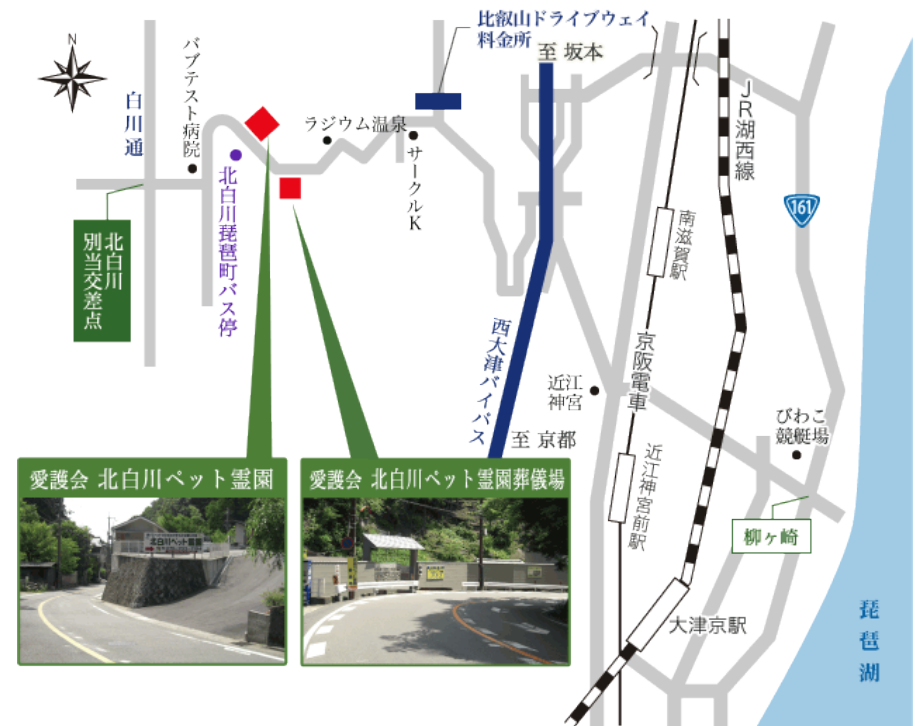 N
比叡山ドライブウェイ
料金所
至 坂本
白川通
バプテスト病院
ラジウム温泉
サークルK
JR湖西線
161
北白川
別当交差点
北白川琵琶町バス停
南滋賀駅
西大津バイパス
京阪電車
近江
神宮
びわこ
競艇場
至 京都
近江神宮前駅
愛護会 北白川ペット霊園
北白川ペット霊園
愛護会 北白川ペット霊園葬儀場
柳ヶ崎
大津京駅
琵琶湖